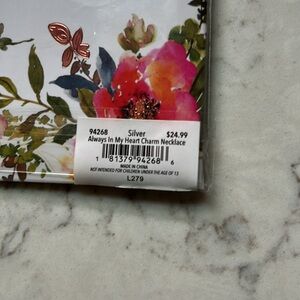 94268 Silver $24.99
Always In My Heart Charm Necklace
1 81379 94268 6
MADE IN CHINA
NOT INTENDED FOR CHILDREN UNDER THE AGE OF 13
L279